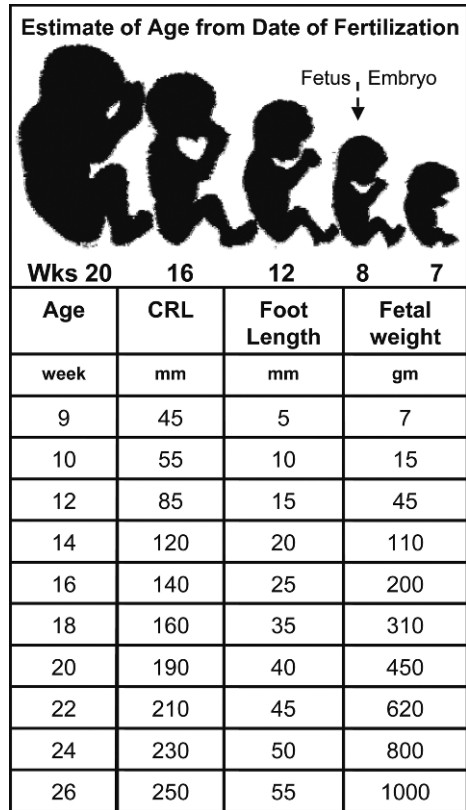 Estimate of Age from Date of Fertilization
Fetus Embryo
Wks 20 16 12 8 7
Age CRL Foot Length Fetal weight
week mm mm gm
9 45 5 7
10 55 10 15
12 85 15 45
14 120 20 110
16 140 25 200
18 160 35 310
20 190 40 450
22 210 45 620
24 230 50 800
26 250 55 1000